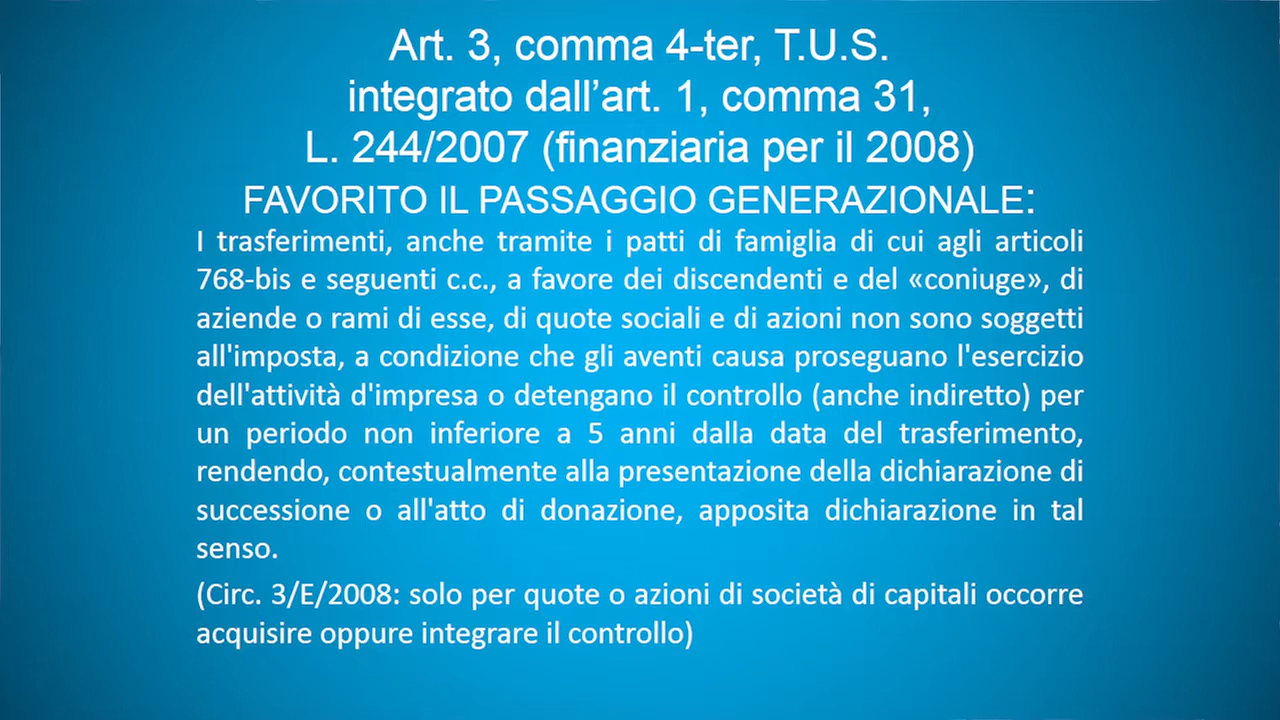 Art. 3, comma 4-ter, T.U.S.
integrato dall’art. 1, comma 31,
L. 244/2007 (finanziaria per il 2008)
FAVORITO IL PASSAGGIO GENERAZIONALE:
I trasferimenti, anche tramite i patti di famiglia di cui agli articoli
768-bis e seguenti c.c., a favore dei discendenti e del «coniuge», di
aziende o rami di esse, di quote sociali e di azioni non sono soggetti
all'imposta, a condizione che gli aventi causa proseguano l'esercizio
dell'attività d'impresa o detengano il controllo (anche indiretto) per
un periodo non inferiore a 5 anni dalla data del trasferimento,
rendendo, contestualmente alla presentazione della dichiarazione di
successione o all'atto di donazione, apposita dichiarazione in tal
senso.
(Circ. 3/E/2008: solo per quote o azioni di società di capitali occorre
acquisire oppure integrare il controllo)